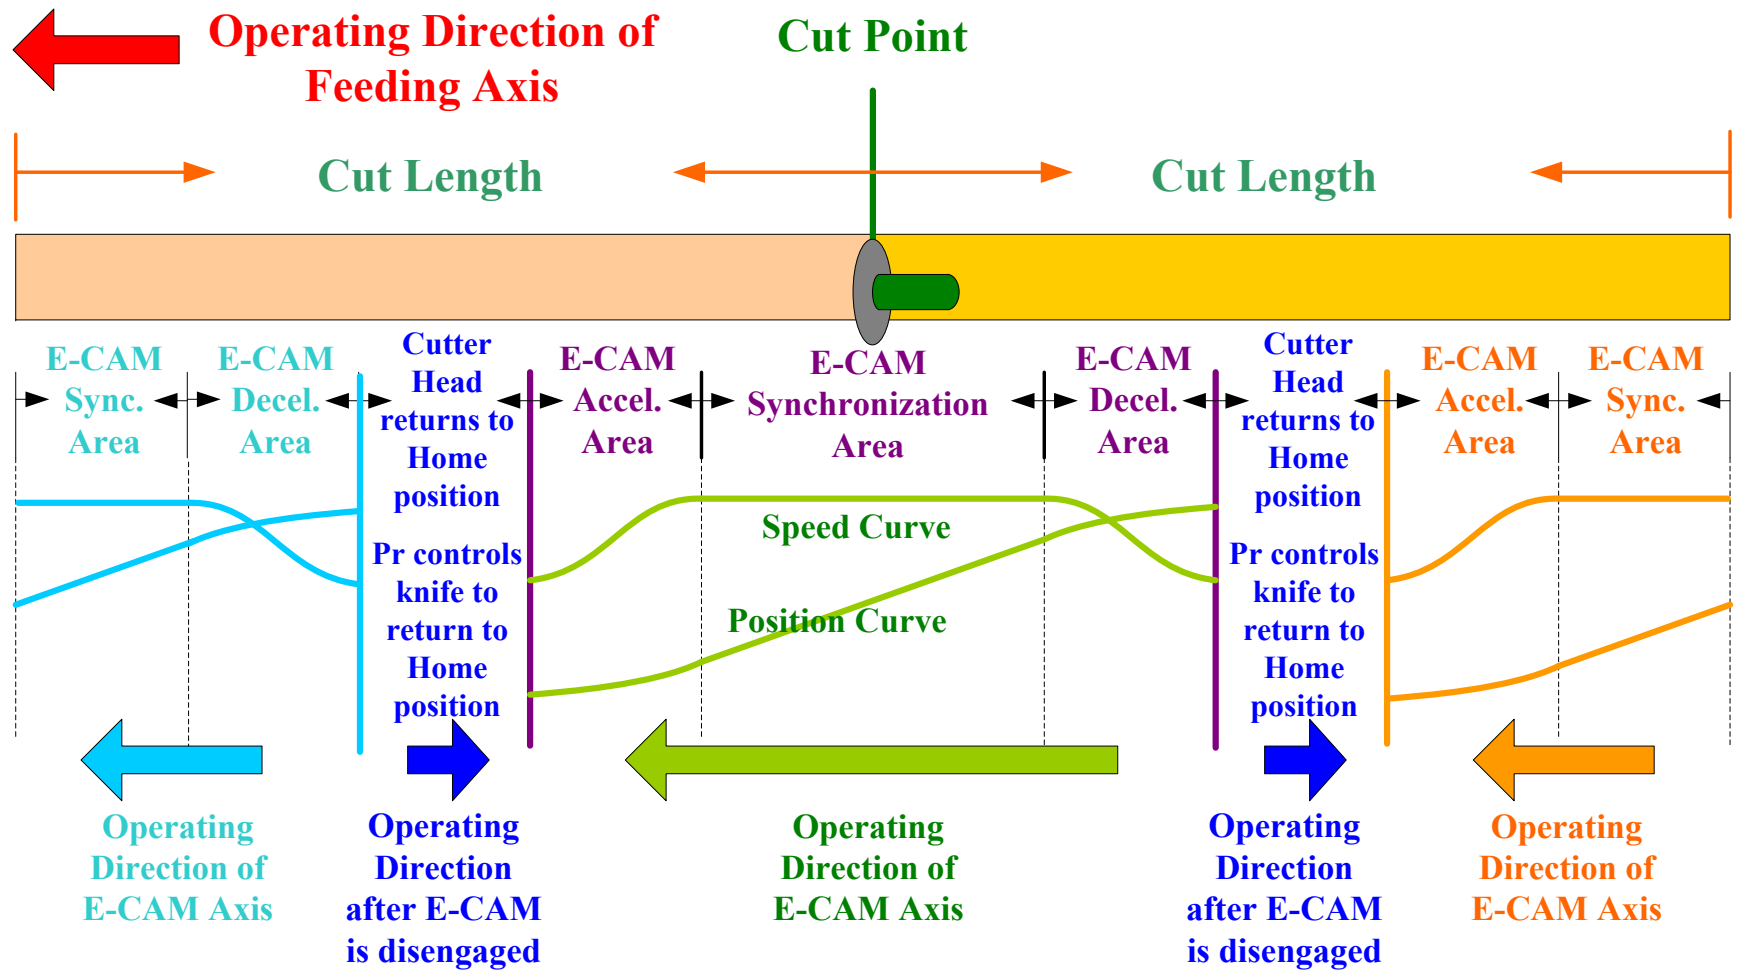 Operating Direction of
Feeding Axis
Cut Point
Cut Length
Cut Length
E-CAM
Sync.
Area
E-CAM
Decel.
Area
Cutter
Head
returns to
Home
position
Pr controls
knife to
return to
Home
position
E-CAM
Accel.
Area
E-CAM
Synchronization
Area
E-CAM
Decel.
Area
Cutter
Head
returns to
Home
position
Pr controls
knife to
return to
Home
position
E-CAM
Accel.
Area
E-CAM
Sync.
Area
Speed Curve
Position Curve
Operating
Direction of
E-CAM Axis
Operating
Direction
after E-CAM
is disengaged
Operating
Direction of
E-CAM Axis
Operating
Direction
after E-CAM
is disengaged
Operating
Direction of
E-CAM Axis